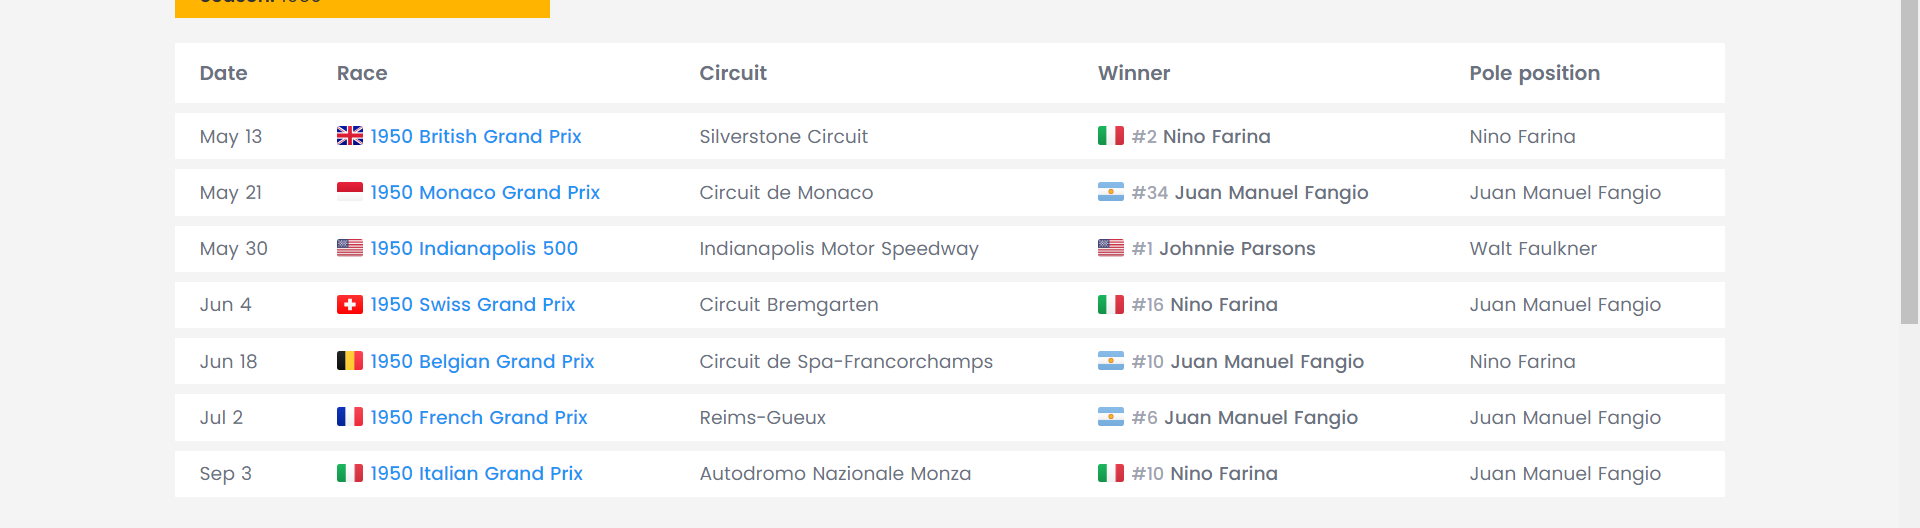 Date Race Circuit Winner Pole position
May 13 1950 British Grand Prix Silverstone Circuit #2 Nino Farina Nino Farina
May 21 1950 Monaco Grand Prix Circuit de Monaco #34 Juan Manuel Fangio Juan Manuel Fangio
May 30 1950 Indianapolis 500 Indianapolis Motor Speedway #1 Johnnie Parsons Walt Faulkner
Jun 4 1950 Swiss Grand Prix Circuit Bremgarten #16 Nino Farina Juan Manuel Fangio
Jun 18 1950 Belgian Grand Prix Circuit de Spa-Francorchamps #10 Juan Manuel Fangio Nino Farina
Jul 2 1950 French Grand Prix Reims-Gueux #6 Juan Manuel Fangio Juan Manuel Fangio
Sep 3 1950 Italian Grand Prix Autodromo Nazionale Monza #10 Nino Farina Juan Manuel Fangio